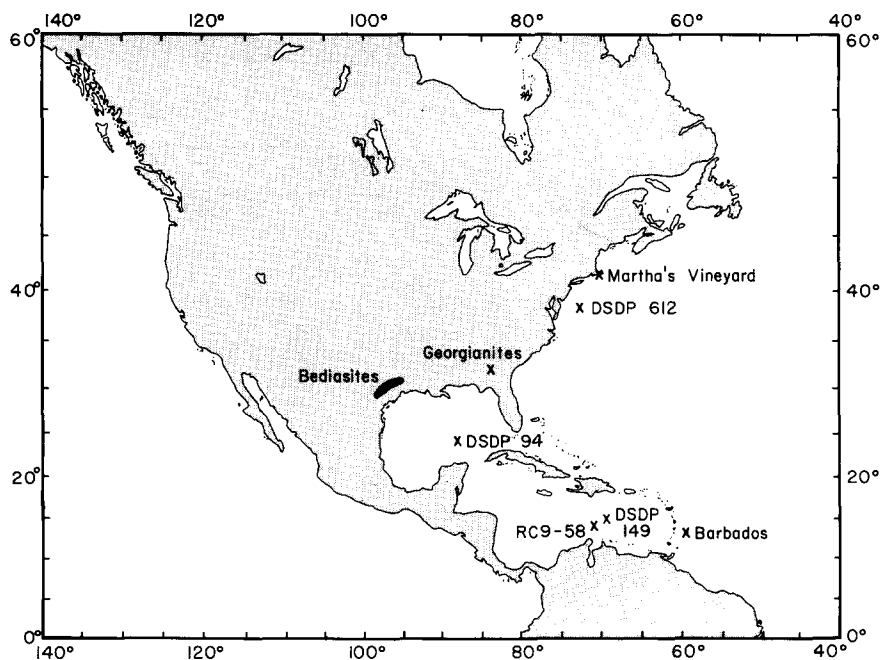 140° 120° 100° 80° 60° 40°
60° 60°
Martha's Vineyard
40° 40°
DSDP 612
Georgianites
Bediasites
DSDP 94
20° 20°
RC9-58 DSDP
149
Barbados
0° 0°
140° 120° 100° 80° 60° 40°